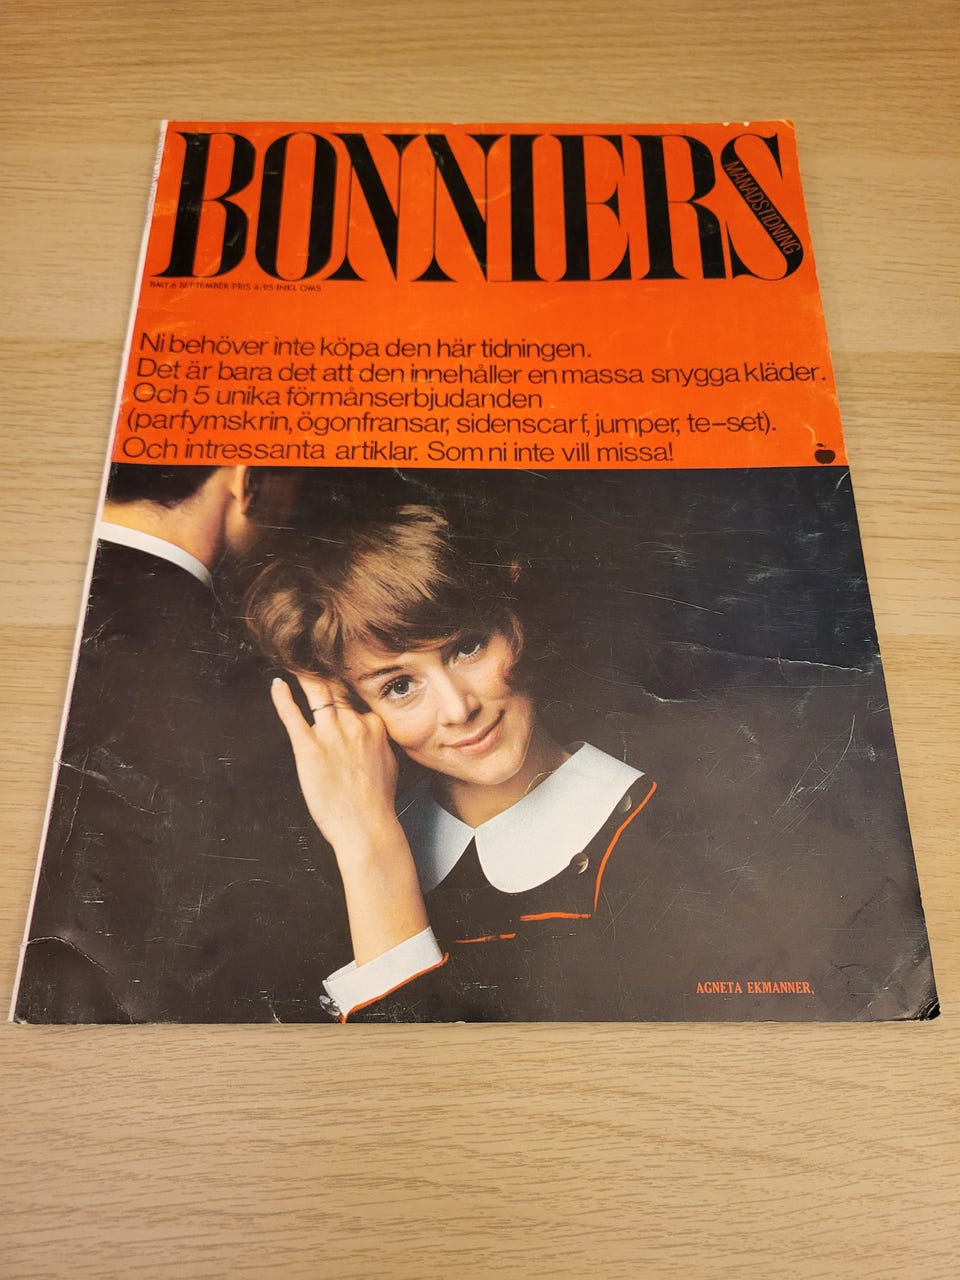 BONNIERS
MÅNADSTIDNING
BMT 6 SEPTEMBER PRIS 4:95 INKL OMS
Ni behöver inte köpa den här tidningen.
Det är bara det att den innehåller en massa snygga kläder.
Och 5 unika förmånserbjudanden
(parfymskrin, ögonfransar, sidenscarf, jumper, te-set).
Och intressanta artiklar. Som ni inte vill missa!
AGNETA EKMANNER.